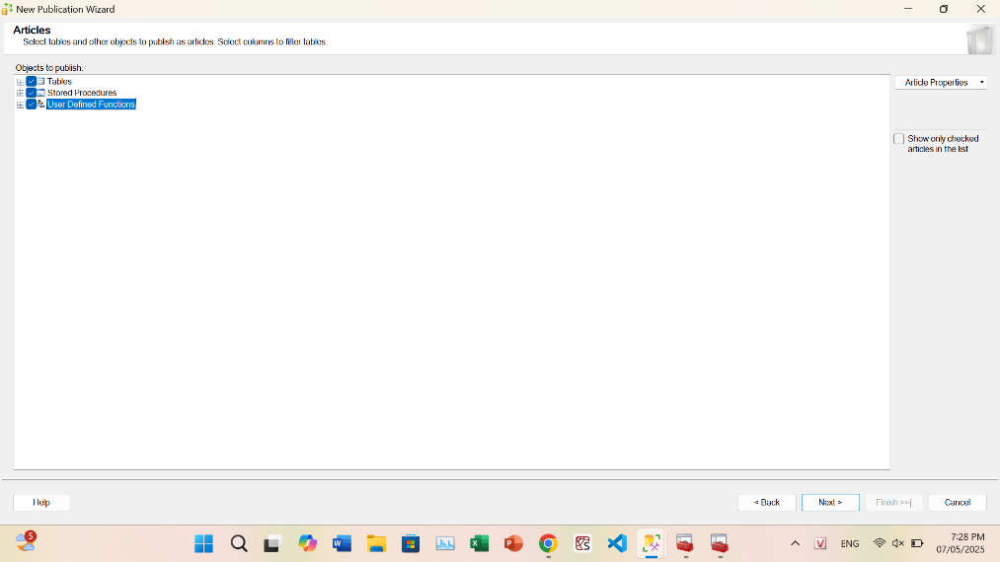 New Publication Wizard
Articles
Select tables and other objects to publish as articles. Select columns to filter tables.
Objects to publish:
Tables
Stored Procedures
User Defined Functions
Article Properties
Show only checked
articles in the list
Help
< Back
Next >
Finish >>|
Cancel
5
ENG
7:28 PM
07/05/2025